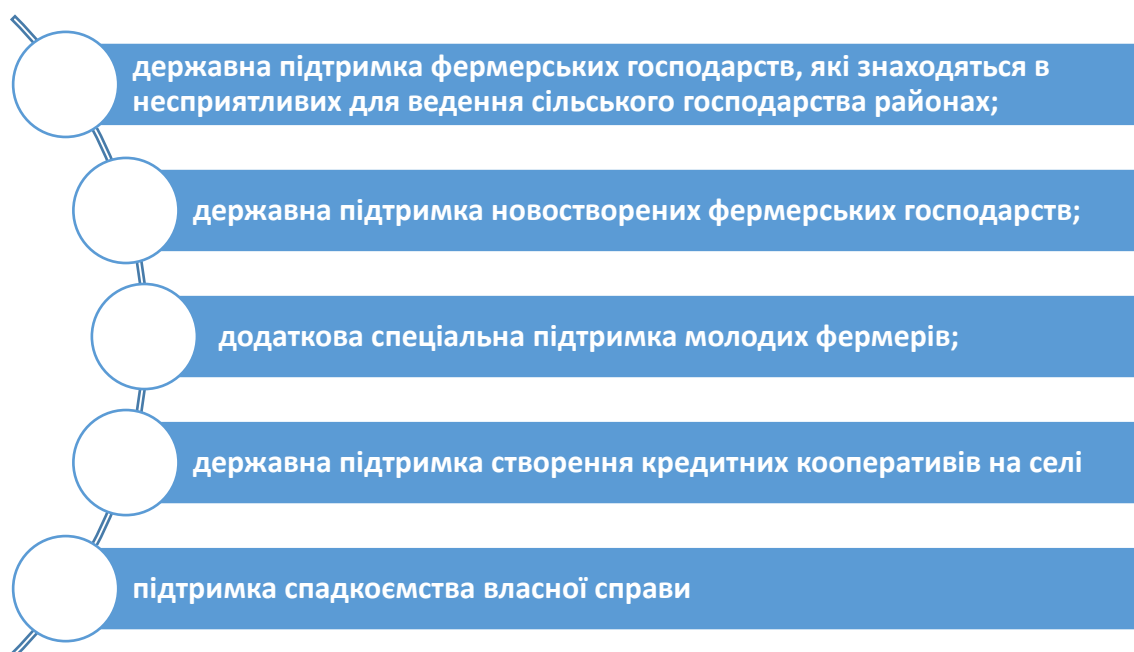 державна підтримка фермерських господарств, які знаходяться в
несприятливих для ведення сільського господарства районах;
державна підтримка новостворених фермерських господарств;
додаткова спеціальна підтримка молодих фермерів;
державна підтримка створення кредитних кооперативів на селі
підтримка спадкоємства власної справи